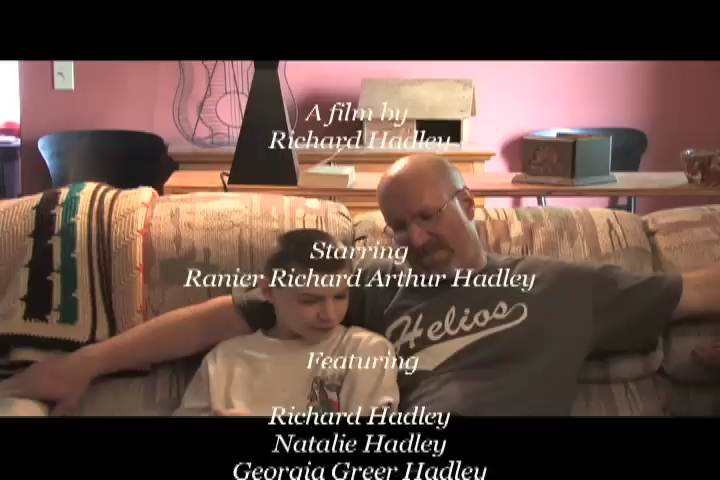 A film by
Richard Hadley
Starring
Ranier Richard Arthur Hadley
Helios
Featuring
Richard Hadley
Natalie Hadley
Georgia Greer Hadley